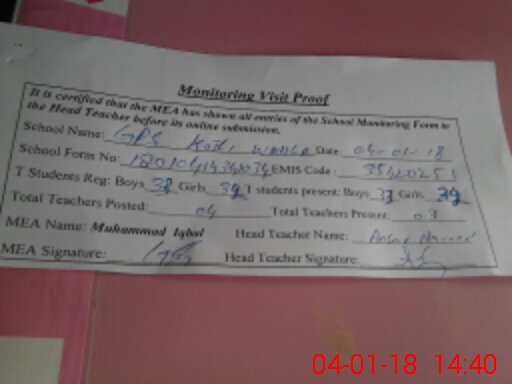 Monitoring Visit Proof
It is certified that the MEA has shown all entries of the School Monitoring Form to
the Head Teacher before its online submission.
School Name: GPS Kothi Date: 04-01-18
School Form No: EMIS Code:
T Students Reg: Boys 38 Girls 39 T students present: Boys 33 Girls 39
Total Teachers Posted: 04 Total Teachers Present: 03
MEA Name: Muhammad Iqbal Head Teacher Name:
MEA Signature: Head Teacher Signature:
04-01-18 14:40